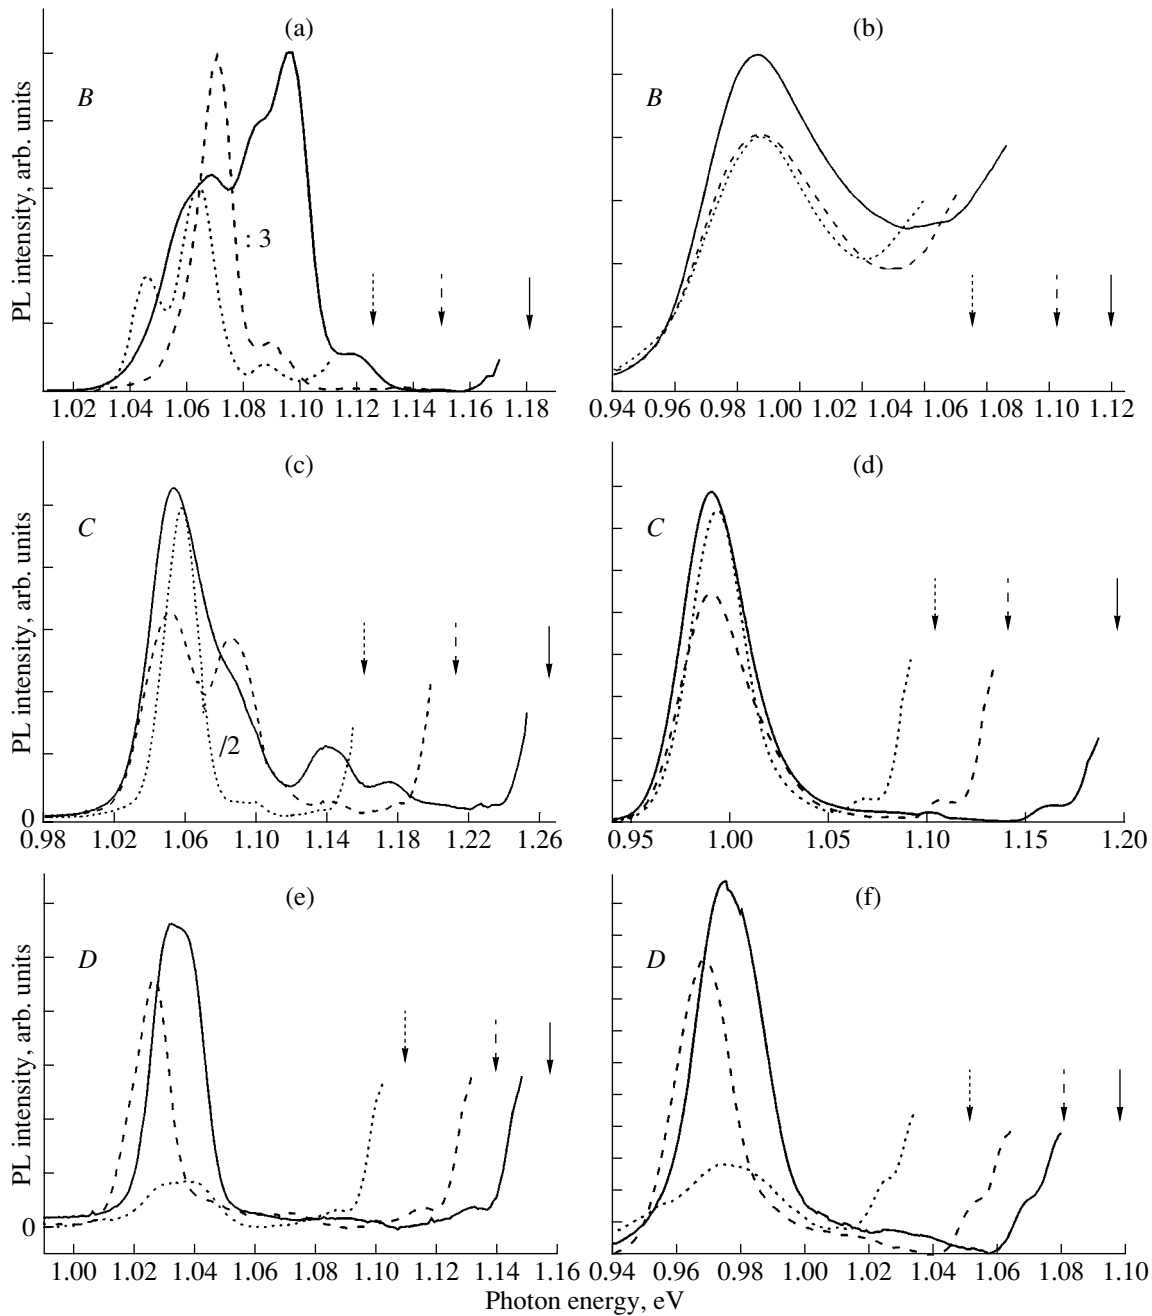 (a)
(b)
B
B
: 3
PL intensity, arb. units
1.02 1.04 1.06 1.08 1.10 1.12 1.14 1.16 1.18
0.94 0.96 0.98 1.00 1.02 1.04 1.06 1.08 1.10 1.12
(c)
(d)
C
C
/2
PL intensity, arb. units
0
0.98 1.02 1.06 1.10 1.14 1.18 1.22 1.26
0.95 1.00 1.05 1.10 1.15 1.20
(e)
(f)
D
D
PL intensity, arb. units
0
1.00 1.02 1.04 1.06 1.08 1.10 1.12 1.14 1.16
0.94 0.96 0.98 1.00 1.02 1.04 1.06 1.08 1.10
Photon energy, eV